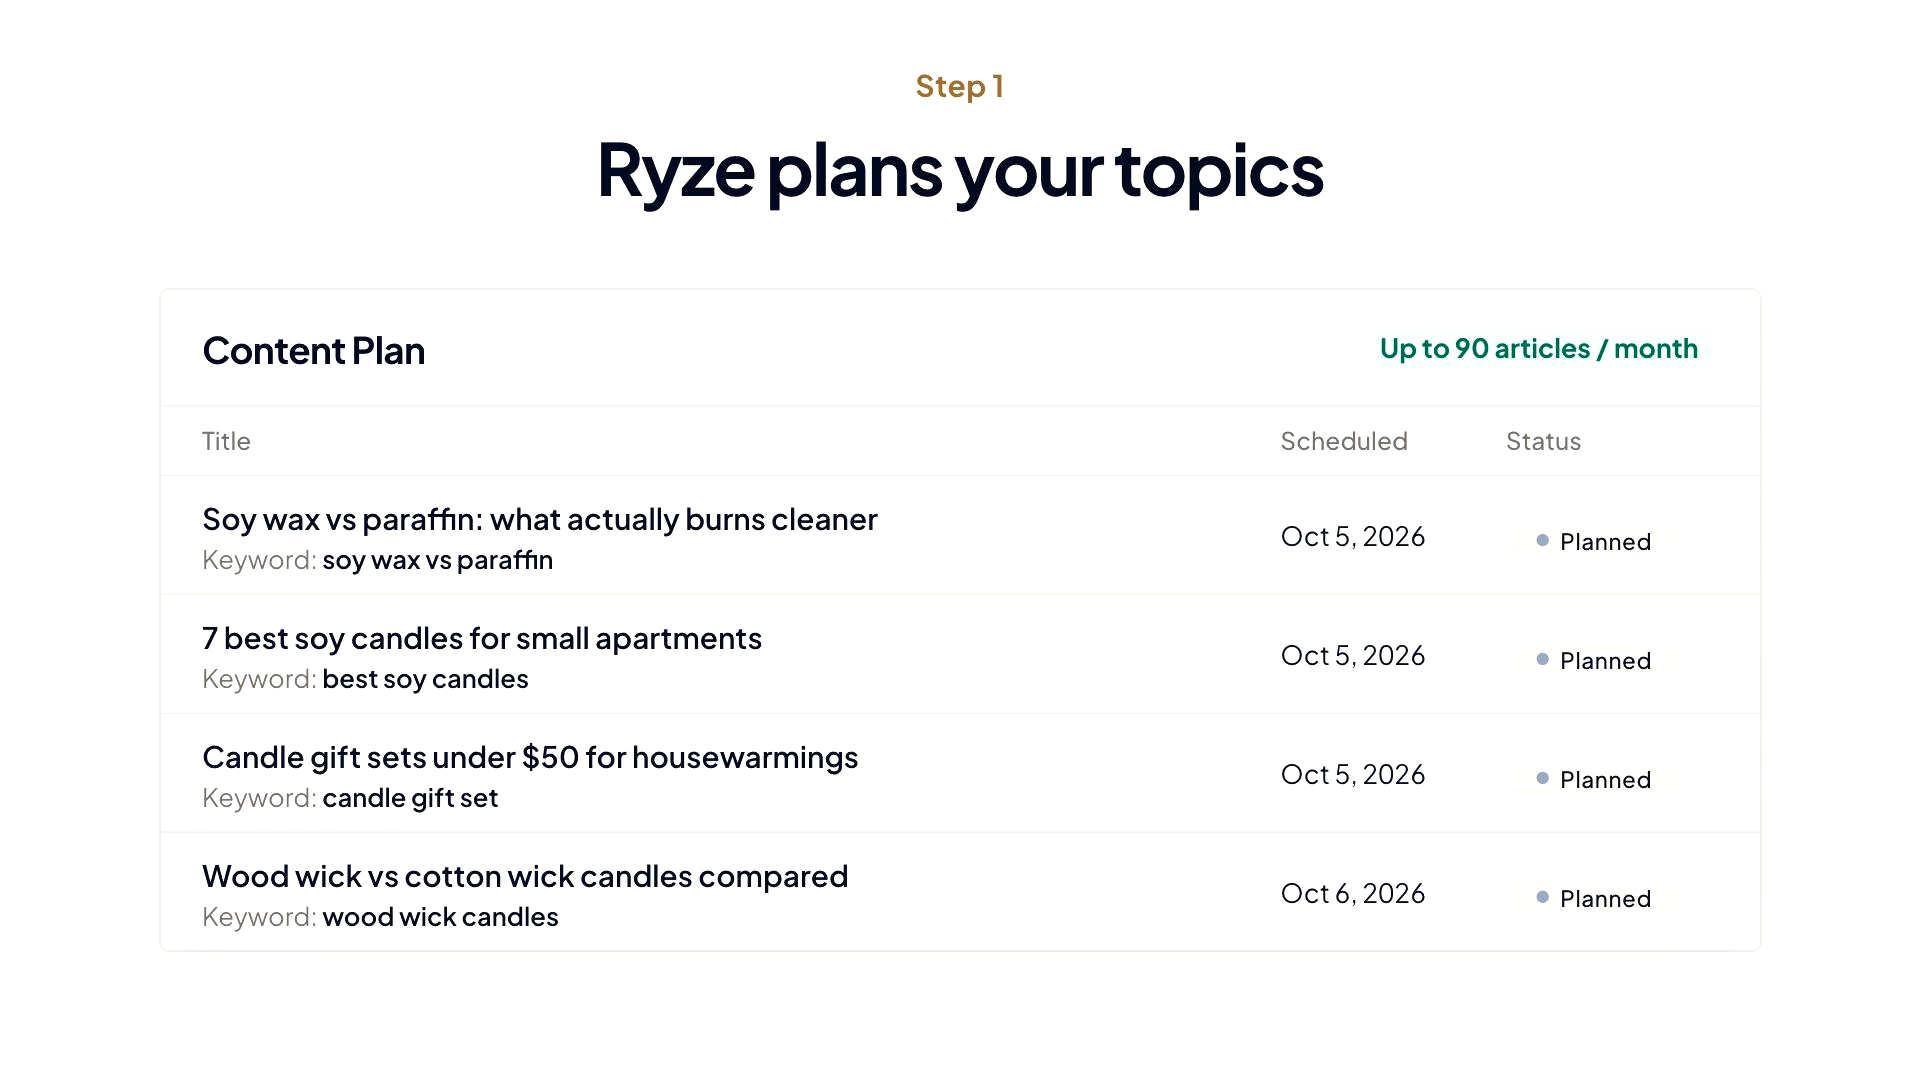 Step 1
Ryze plans your topics
Content Plan
Up to 90 articles / month
Title
Scheduled
Status
Soy wax vs paraffin: what actually burns cleaner
Keyword: soy wax vs paraffin
Oct 5, 2026
Planned
7 best soy candles for small apartments
Keyword: best soy candles
Oct 5, 2026
Planned
Candle gift sets under $50 for housewarmings
Keyword: candle gift set
Oct 5, 2026
Planned
Wood wick vs cotton wick candles compared
Keyword: wood wick candles
Oct 6, 2026
Planned